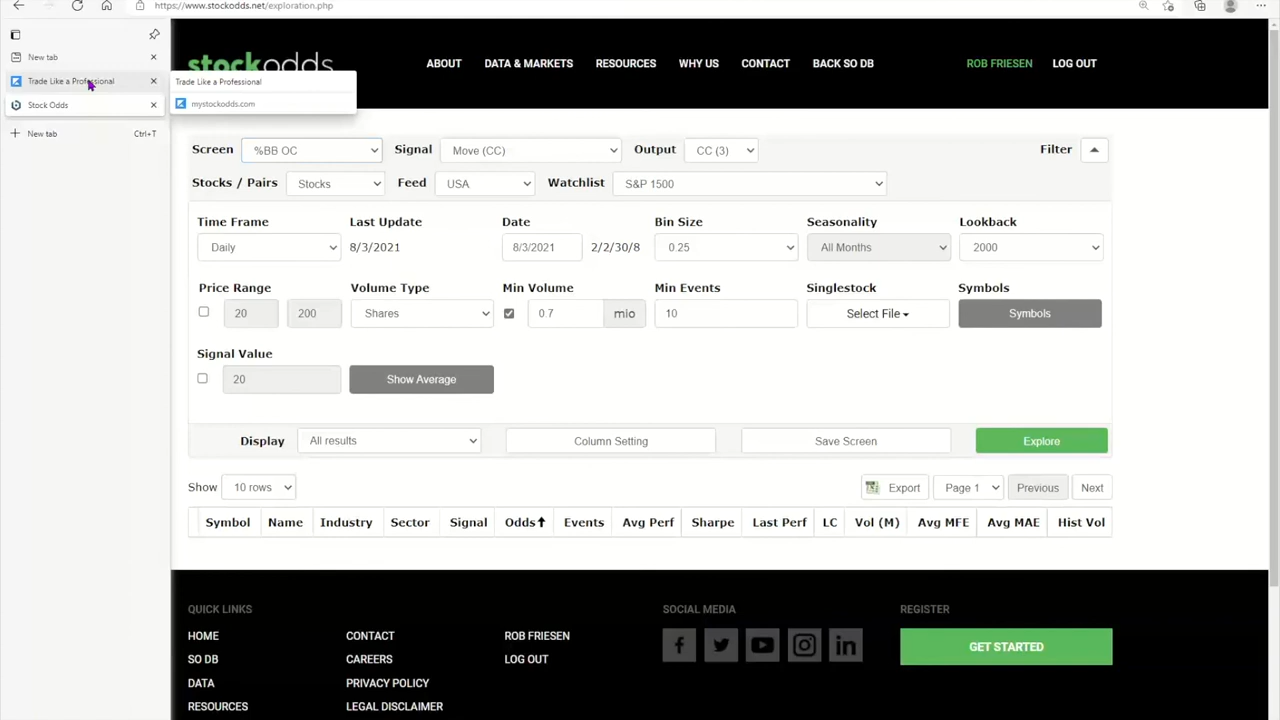 https://www.stockodds.net/exploration.php
New tab
Trade Like a Professional
Stock Odds
New tab Ctrl+T
Trade Like a Professional
mystockodds.com
stockodds
ABOUT DATA & MARKETS RESOURCES WHY US CONTACT BACK SO DB ROB FRIESEN LOG OUT
Screen %BB OC Signal Move (CC) Output CC (3) Filter
Stocks / Pairs Stocks Feed USA Watchlist S&P 1500
Time Frame Last Update Date Bin Size Seasonality Lookback
Daily 8/3/2021 8/3/2021 2/2/30/8 0.25 All Months 2000
Price Range Volume Type Min Volume Min Events Singlestock Symbols
20 200 Shares 0.7 mio 10 Select File Symbols
Signal Value
20 Show Average
Display All results Column Setting Save Screen Explore
Show 10 rows Export Page 1 Previous Next
Symbol Name Industry Sector Signal Odds Events Avg Perf Sharpe Last Perf LC Vol (M) Avg MFE Avg MAE Hist Vol
QUICK LINKS SOCIAL MEDIA REGISTER
HOME CONTACT ROB FRIESEN GET STARTED
SO DB CAREERS LOG OUT
DATA PRIVACY POLICY
RESOURCES LEGAL DISCLAIMER